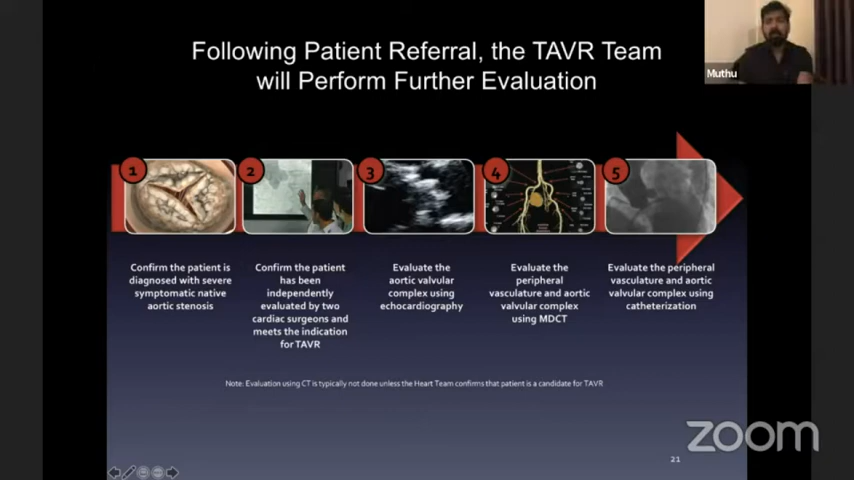 Following Patient Referral, the TAVR Team
will Perform Further Evaluation
Muthu
1
2
3
4
5
Confirm the patient is
diagnosed with severe
symptomatic native
aortic stenosis
Confirm the patient
has been
independently
evaluated by two
cardiac surgeons and
meets the indication
for TAVR
Evaluate the
aortic valvular
complex using
echocardiography
Evaluate the
peripheral
vasculature and aortic
valvular complex
using MDCT
Evaluate the peripheral
vasculature and aortic
valvular complex using
catheterization
Note: Evaluation using CT is typically not done unless the Heart Team confirms that patient is a candidate for TAVR
zoom
21